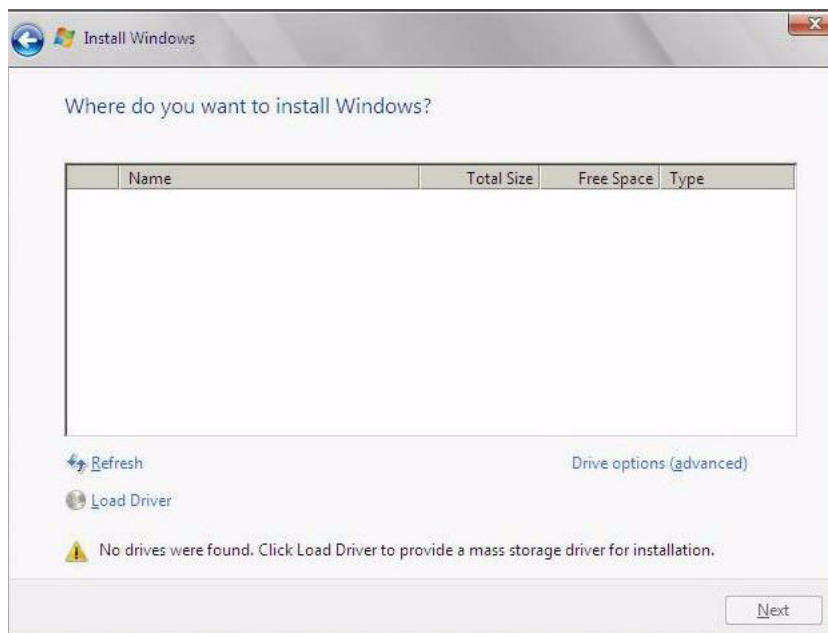 Install Windows
Where do you want to install Windows?
Name Total Size Free Space Type
Refresh Drive options (advanced)
Load Driver
No drives were found. Click Load Driver to provide a mass storage driver for installation.
Next